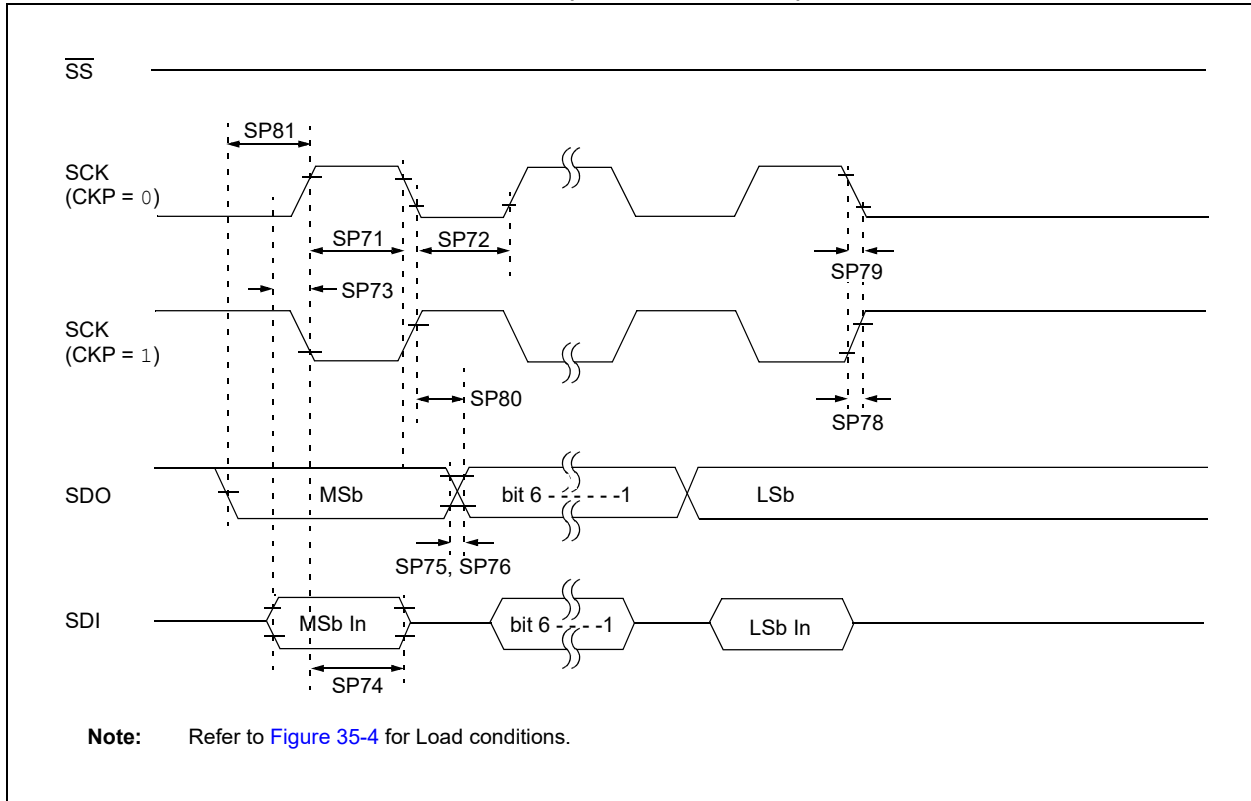 SS
SP81
SCK
(CKP = 0)
SP71
SP72
SP79
SP73
SCK
(CKP = 1)
SP80
SP78
SDO
MSb
bit 6 - - - - - -1
LSb
SP75, SP76
SDI
MSb In
bit 6 - - - -1
LSb In
SP74
Note: Refer to Figure 35-4 for Load conditions.